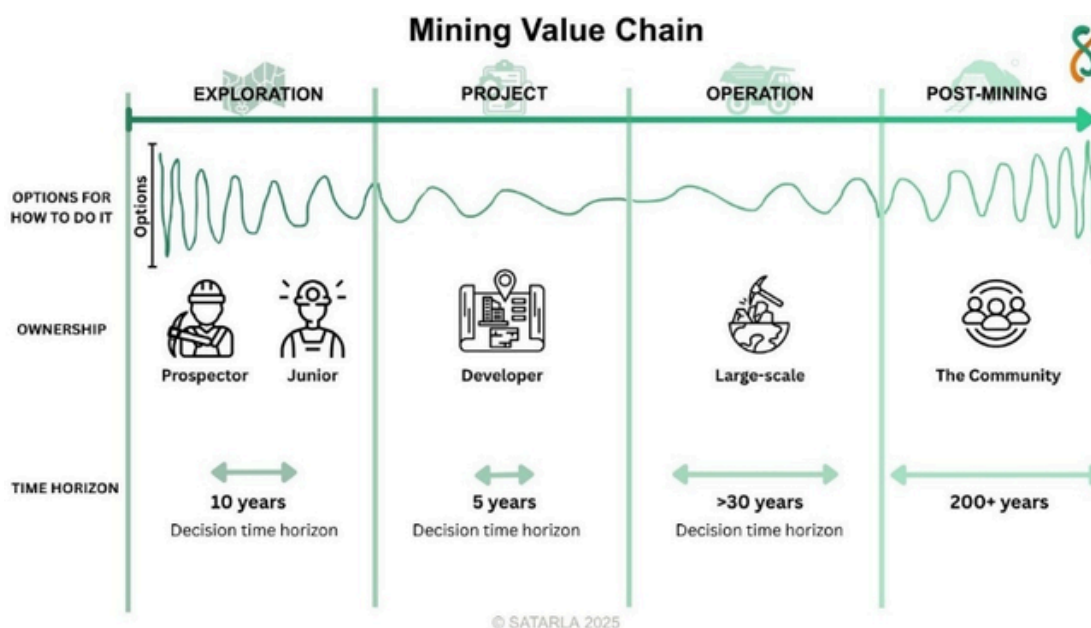 Mining Value Chain
EXPLORATION
PROJECT
OPERATION
POST-MINING
OPTIONS FOR
HOW TO DO IT
Options
OWNERSHIP
Prospector
Junior
Developer
Large-scale
The Community
TIME HORIZON
10 years
Decision time horizon
5 years
Decision time horizon
>30 years
Decision time horizon
200+ years
© SATARLA 2025